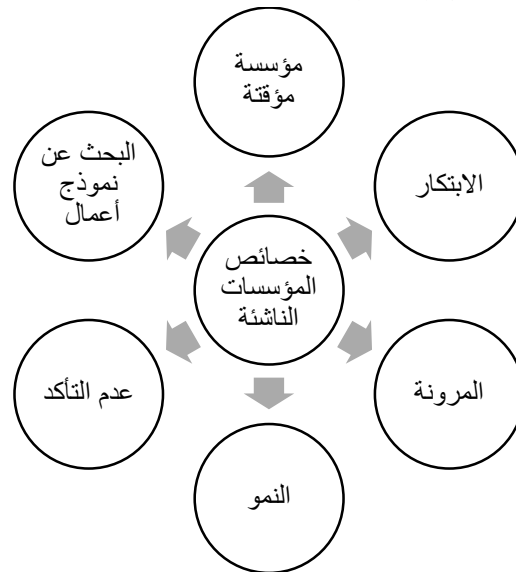 مؤسسة
مؤقتة
الابتكار
المرونة
النمو
عدم التأكد
البحث عن
نموذج
أعمال
خصائص
المؤسسات
الناشئة